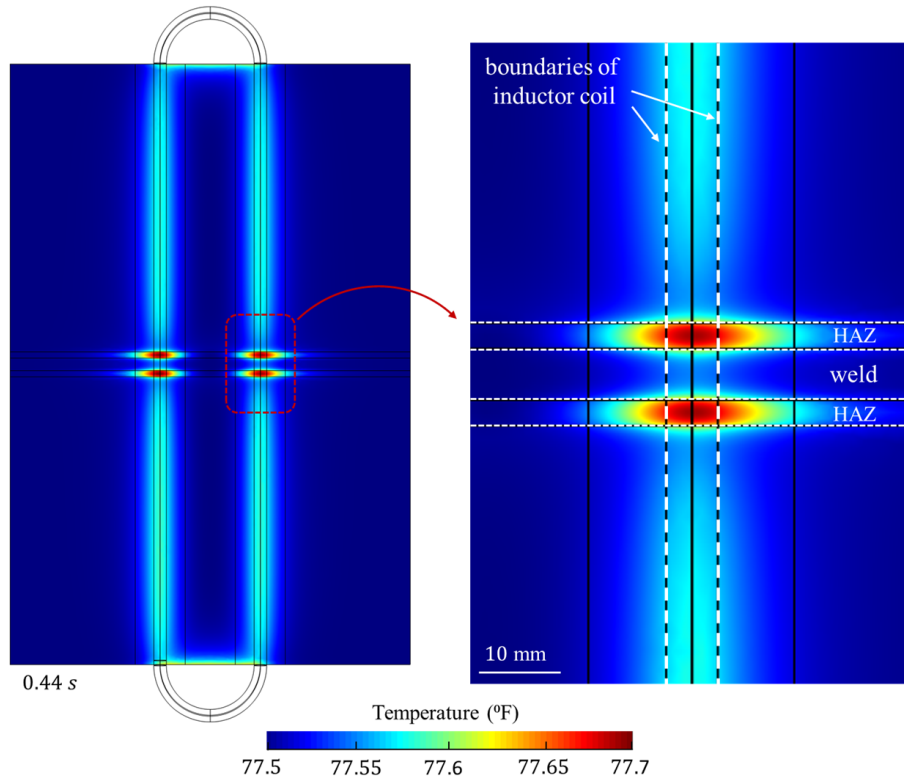 boundaries of
inductor coil
HAZ
weld
HAZ
10 mm
0.44 s
Temperature (⁰F)
77.5 77.55 77.6 77.65 77.7